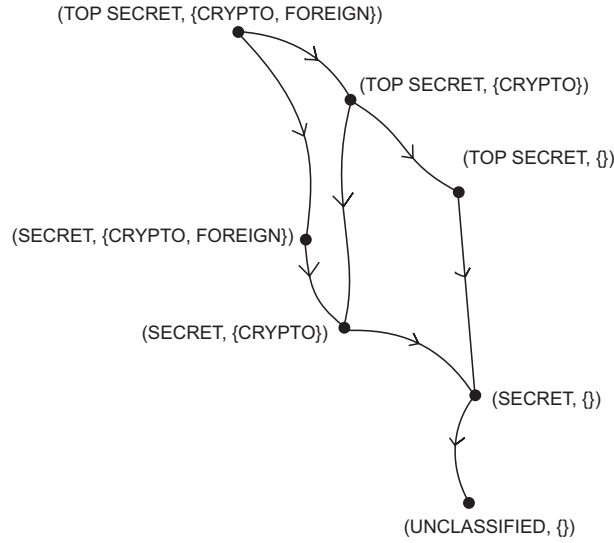 (TOP SECRET, {CRYPTO, FOREIGN})
(TOP SECRET, {CRYPTO})
(TOP SECRET, {})
(SECRET, {CRYPTO, FOREIGN})
(SECRET, {CRYPTO})
(SECRET, {})
(UNCLASSIFIED, {})